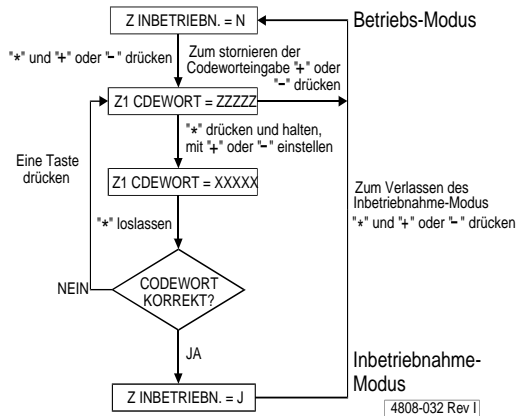 Z INBETRIEBN. = N
Betriebs-Modus
"*" und "+" oder "-" drücken
Zum stornieren der
Codeworteingabe "+" oder
"-" drücken
Z1 CDEWORT = ZZZZZ
"*" drücken und halten,
mit "+" oder "-" einstellen
Eine Taste
drücken
Z1 CDEWORT = XXXXX
Zum Verlassen des
Inbetriebnahme-Modus
"*" und "+" oder "-" drücken
"*" loslassen
NEIN
CODEWORT
KORREKT?
JA
Inbetriebnahme-
Modus
Z INBETRIEBN. = J
4808-032 Rev I